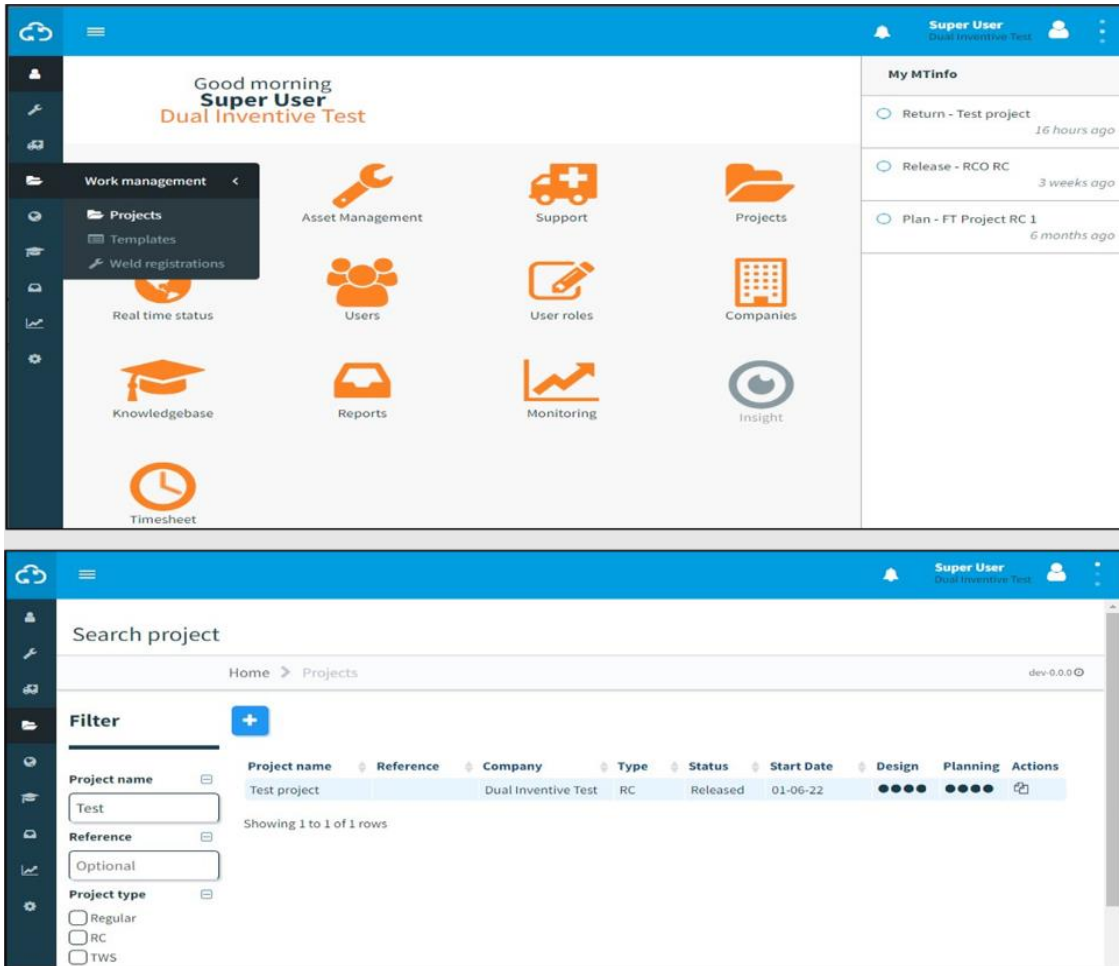 Super User
Dual Inventive Test
Good morning
Super User
Dual Inventive Test
My MTinfo
Return - Test project
16 hours ago
Release - RCO RC
3 weeks ago
Plan - FT Project RC 1
6 months ago
Work management <
Projects
Templates
Weld registrations
Asset Management
Support
Projects
Real time status
Users
User roles
Companies
Knowledgebase
Reports
Monitoring
Insight
Timesheet
Super User
Dual Inventive Test
Search project
Home > Projects
dev-0.0.0
Filter
Project name
Test
Reference
Optional
Project type
Regular
RC
TWS
+
Project name Reference Company Type Status Start Date Design Planning Actions
Test project Dual Inventive Test RC Released 01-06-22
Showing 1 to 1 of 1 rows